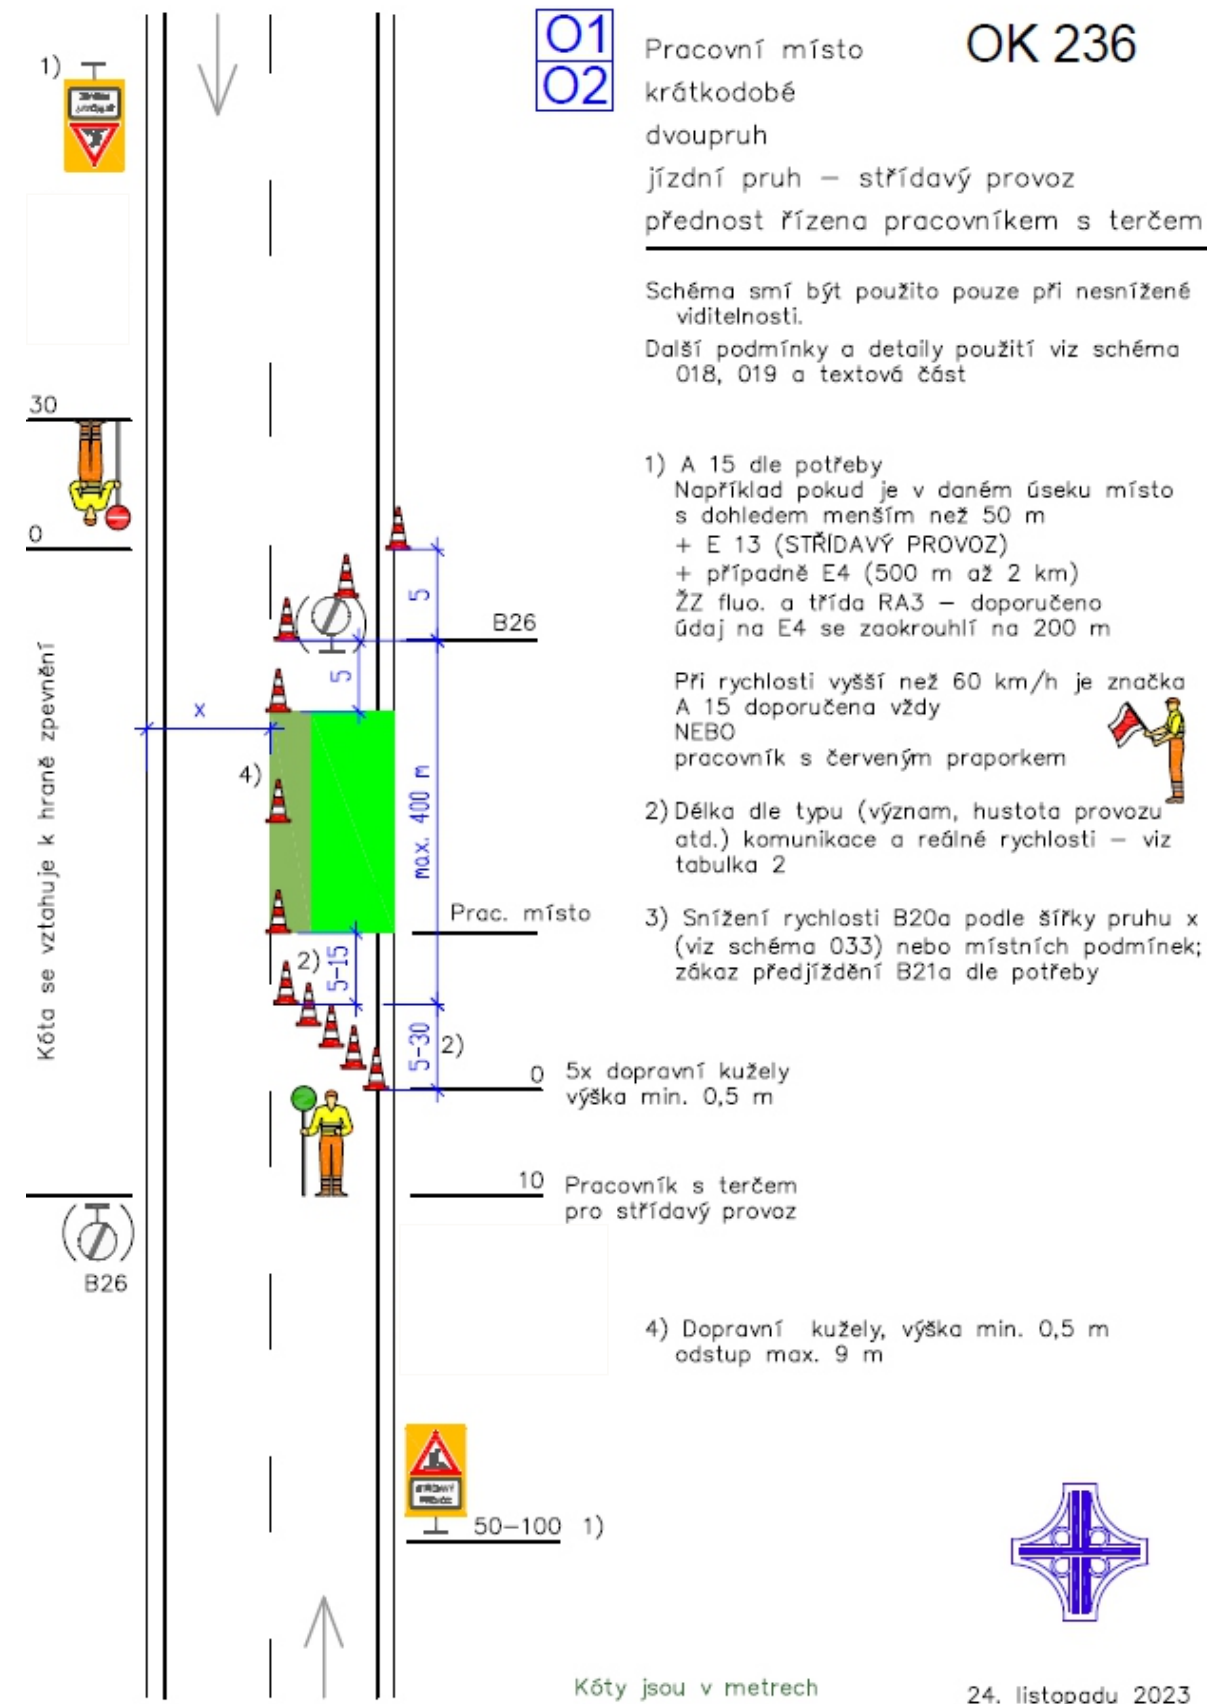 O1
O2
OK 236
Pracovní místo
krátkodobé
dvoupruh
jízdní pruh – střídavý provoz
přednost řízena pracovníkem s terčem
Schéma smí být použito pouze při nesnížené
viditelnosti.
Další podmínky a detaily použití viz schéma
018, 019 a textová část
1) A 15 dle potřeby
Například pokud je v daném úseku místo
s dohledem menším než 50 m
+ E 13 (STŘÍDAVÝ PROVOZ)
+ případně E4 (500 m až 2 km)
ŽZ fluo. a třída RA3 – doporučeno
údaj na E4 se zaokrouhlí na 200 m
Při rychlosti vyšší než 60 km/h je značka
A 15 doporučena vždy
NEBO
pracovník s červeným praporkem
2) Délka dle typu (význam, hustota provozu
atd.) komunikace a reálné rychlosti – viz
tabulka 2
3) Snížení rychlosti B20a podle šířky pruhu x
(viz schéma 033) nebo místních podmínek;
zákaz předjíždění B21a dle potřeby
4) Dopravní kužely, výška min. 0,5 m
odstup max. 9 m
1)
30
0
Kóta se vztahuje k hraně zpevnění
x
4)
5
B26
5
max. 400 m
Prac. místo
2)
5-15
5-30
2)
0
5x dopravní kužely
výška min. 0,5 m
10
Pracovník s terčem
pro střídavý provoz
B26
STŘÍDAVÝ
PROVOZ
50-100 1)
Kóty jsou v metrech
24. listopadu 2023